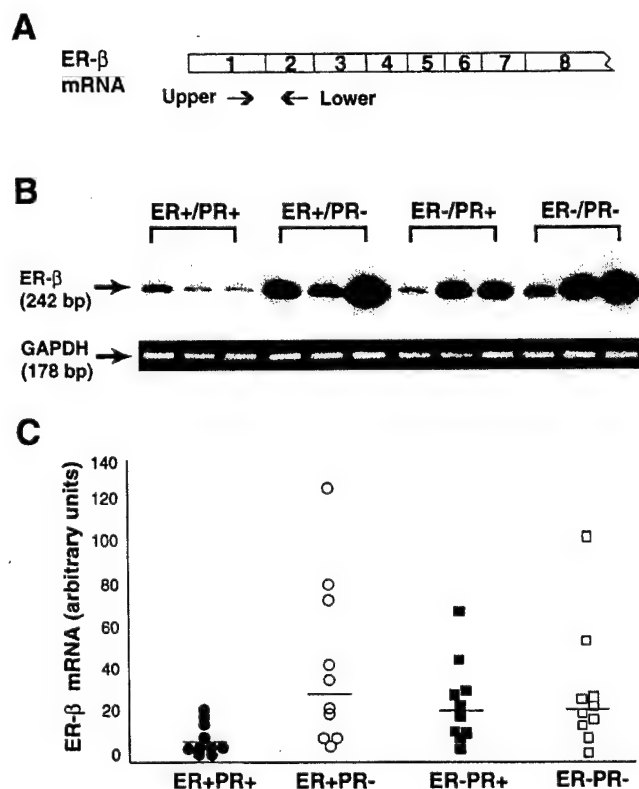 A
ER-β mRNA
1 2 3 4 5 6 7 8
Upper → ← Lower
B
ER+/PR+ ER+/PR- ER-/PR+ ER-/PR-
ER-β
(242 bp)
GAPDH
(178 bp)
C
ER-β mRNA (arbitrary units)
140
120
100
80
60
40
20
0
ER+PR+ ER+PR- ER-PR+ ER-PR-